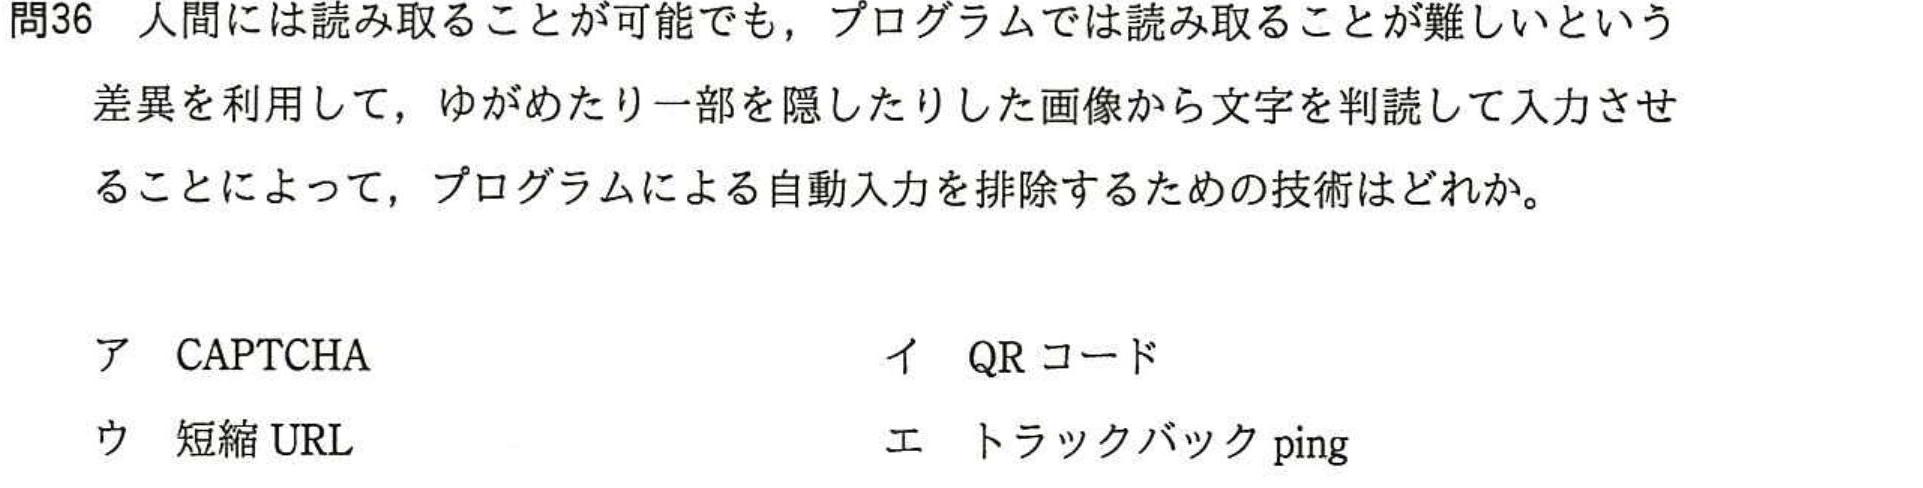 問36　人間には読み取ることが可能でも，プログラムでは読み取ることが難しいという
差異を利用して，ゆがめたり一部を隠したりした画像から文字を判読して入力させ
ることによって，プログラムによる自動入力を排除するための技術はどれか。
ア　CAPTCHA　イ　QR コード
ウ　短縮 URL　エ　トラックバック ping